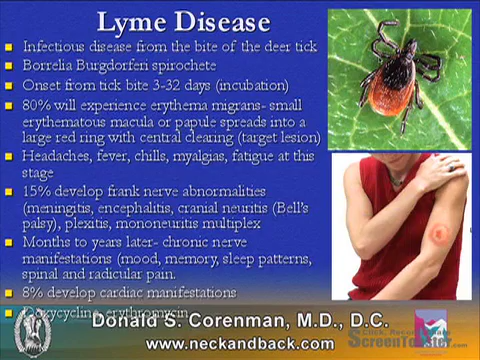 Lyme Disease
Infectious disease from the bite of the deer tick
Borrelia Burgdorferi spirochete
Onset from tick bite 3-32 days (incubation)
80% will experience erythema migrans- small
erythematous macula or papule spreads into a
large red ring with central clearing (target lesion)
Headaches, fever, chills, myalgias, fatigue at this
stage
15% develop frank nerve abnormalities
(meningitis, encephalitis, cranial neuritis (Bell's
palsy), plexitis, mononeuritis multiplex
Months to years later- chronic nerve
manifestations (mood, memory, sleep patterns,
spinal and radicular pain.
8% develop cardiac manifestations
Doxycycline erythromycin
Donald S. Corenman, M.D., D.C.
ScreenToaster.com
www.neckandback.com